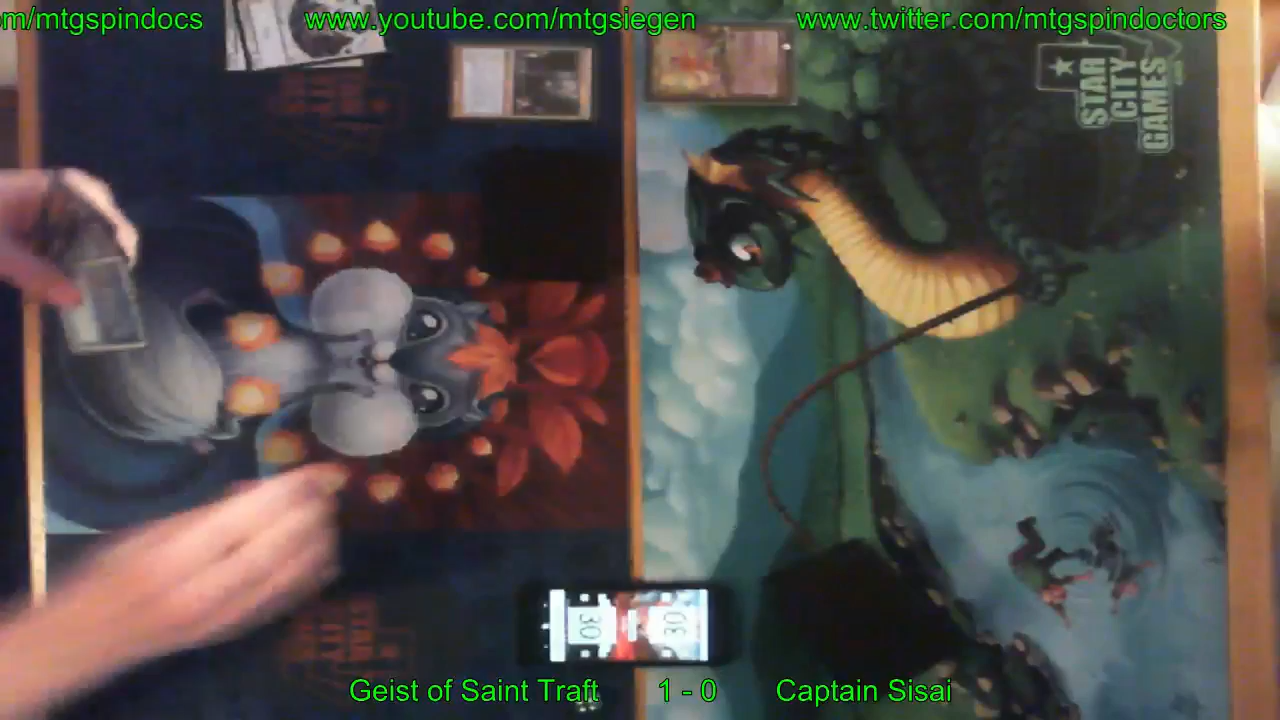 om/mtgspindocs www.youtube.com/mtgsiegen www.twitter.com/mtgspindoctors
STAR
CITY
GAMES
30 30
Geist of Saint Traft 1 - 0 Captain Sisai